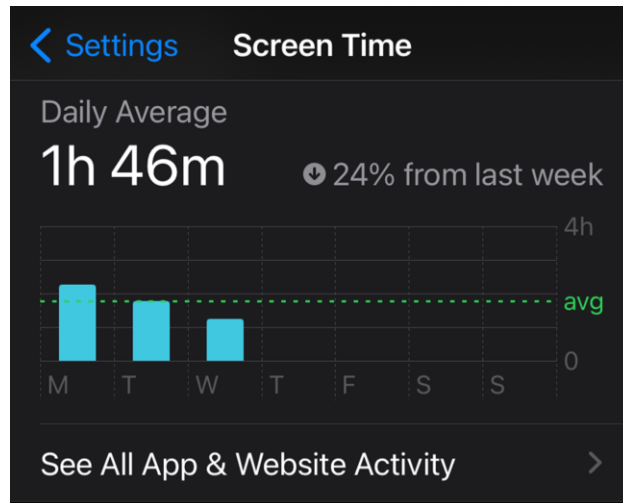 Settings Screen Time
Daily Average
1h 46m 24% from last week
4h
avg
0
M T W T F S S
See All App & Website Activity